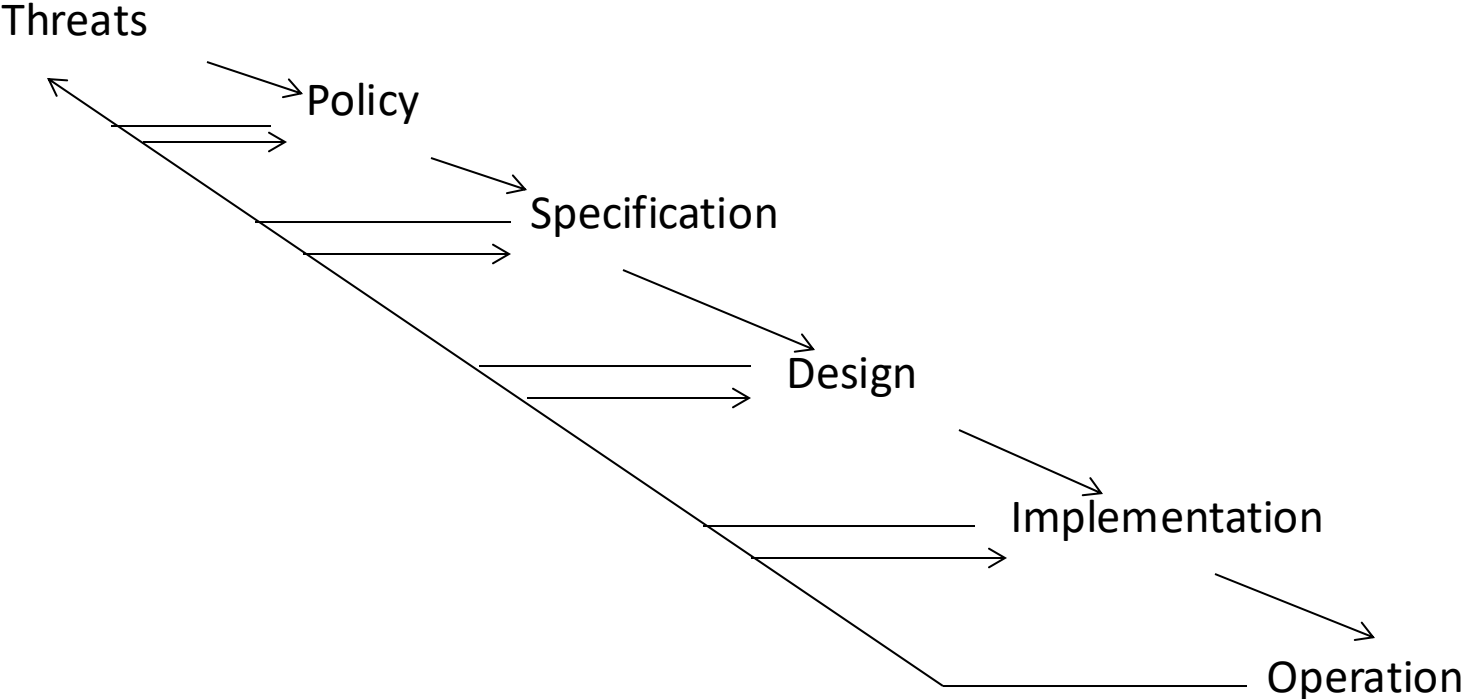 Threats
Policy
Specification
Design
Implementation
Operation